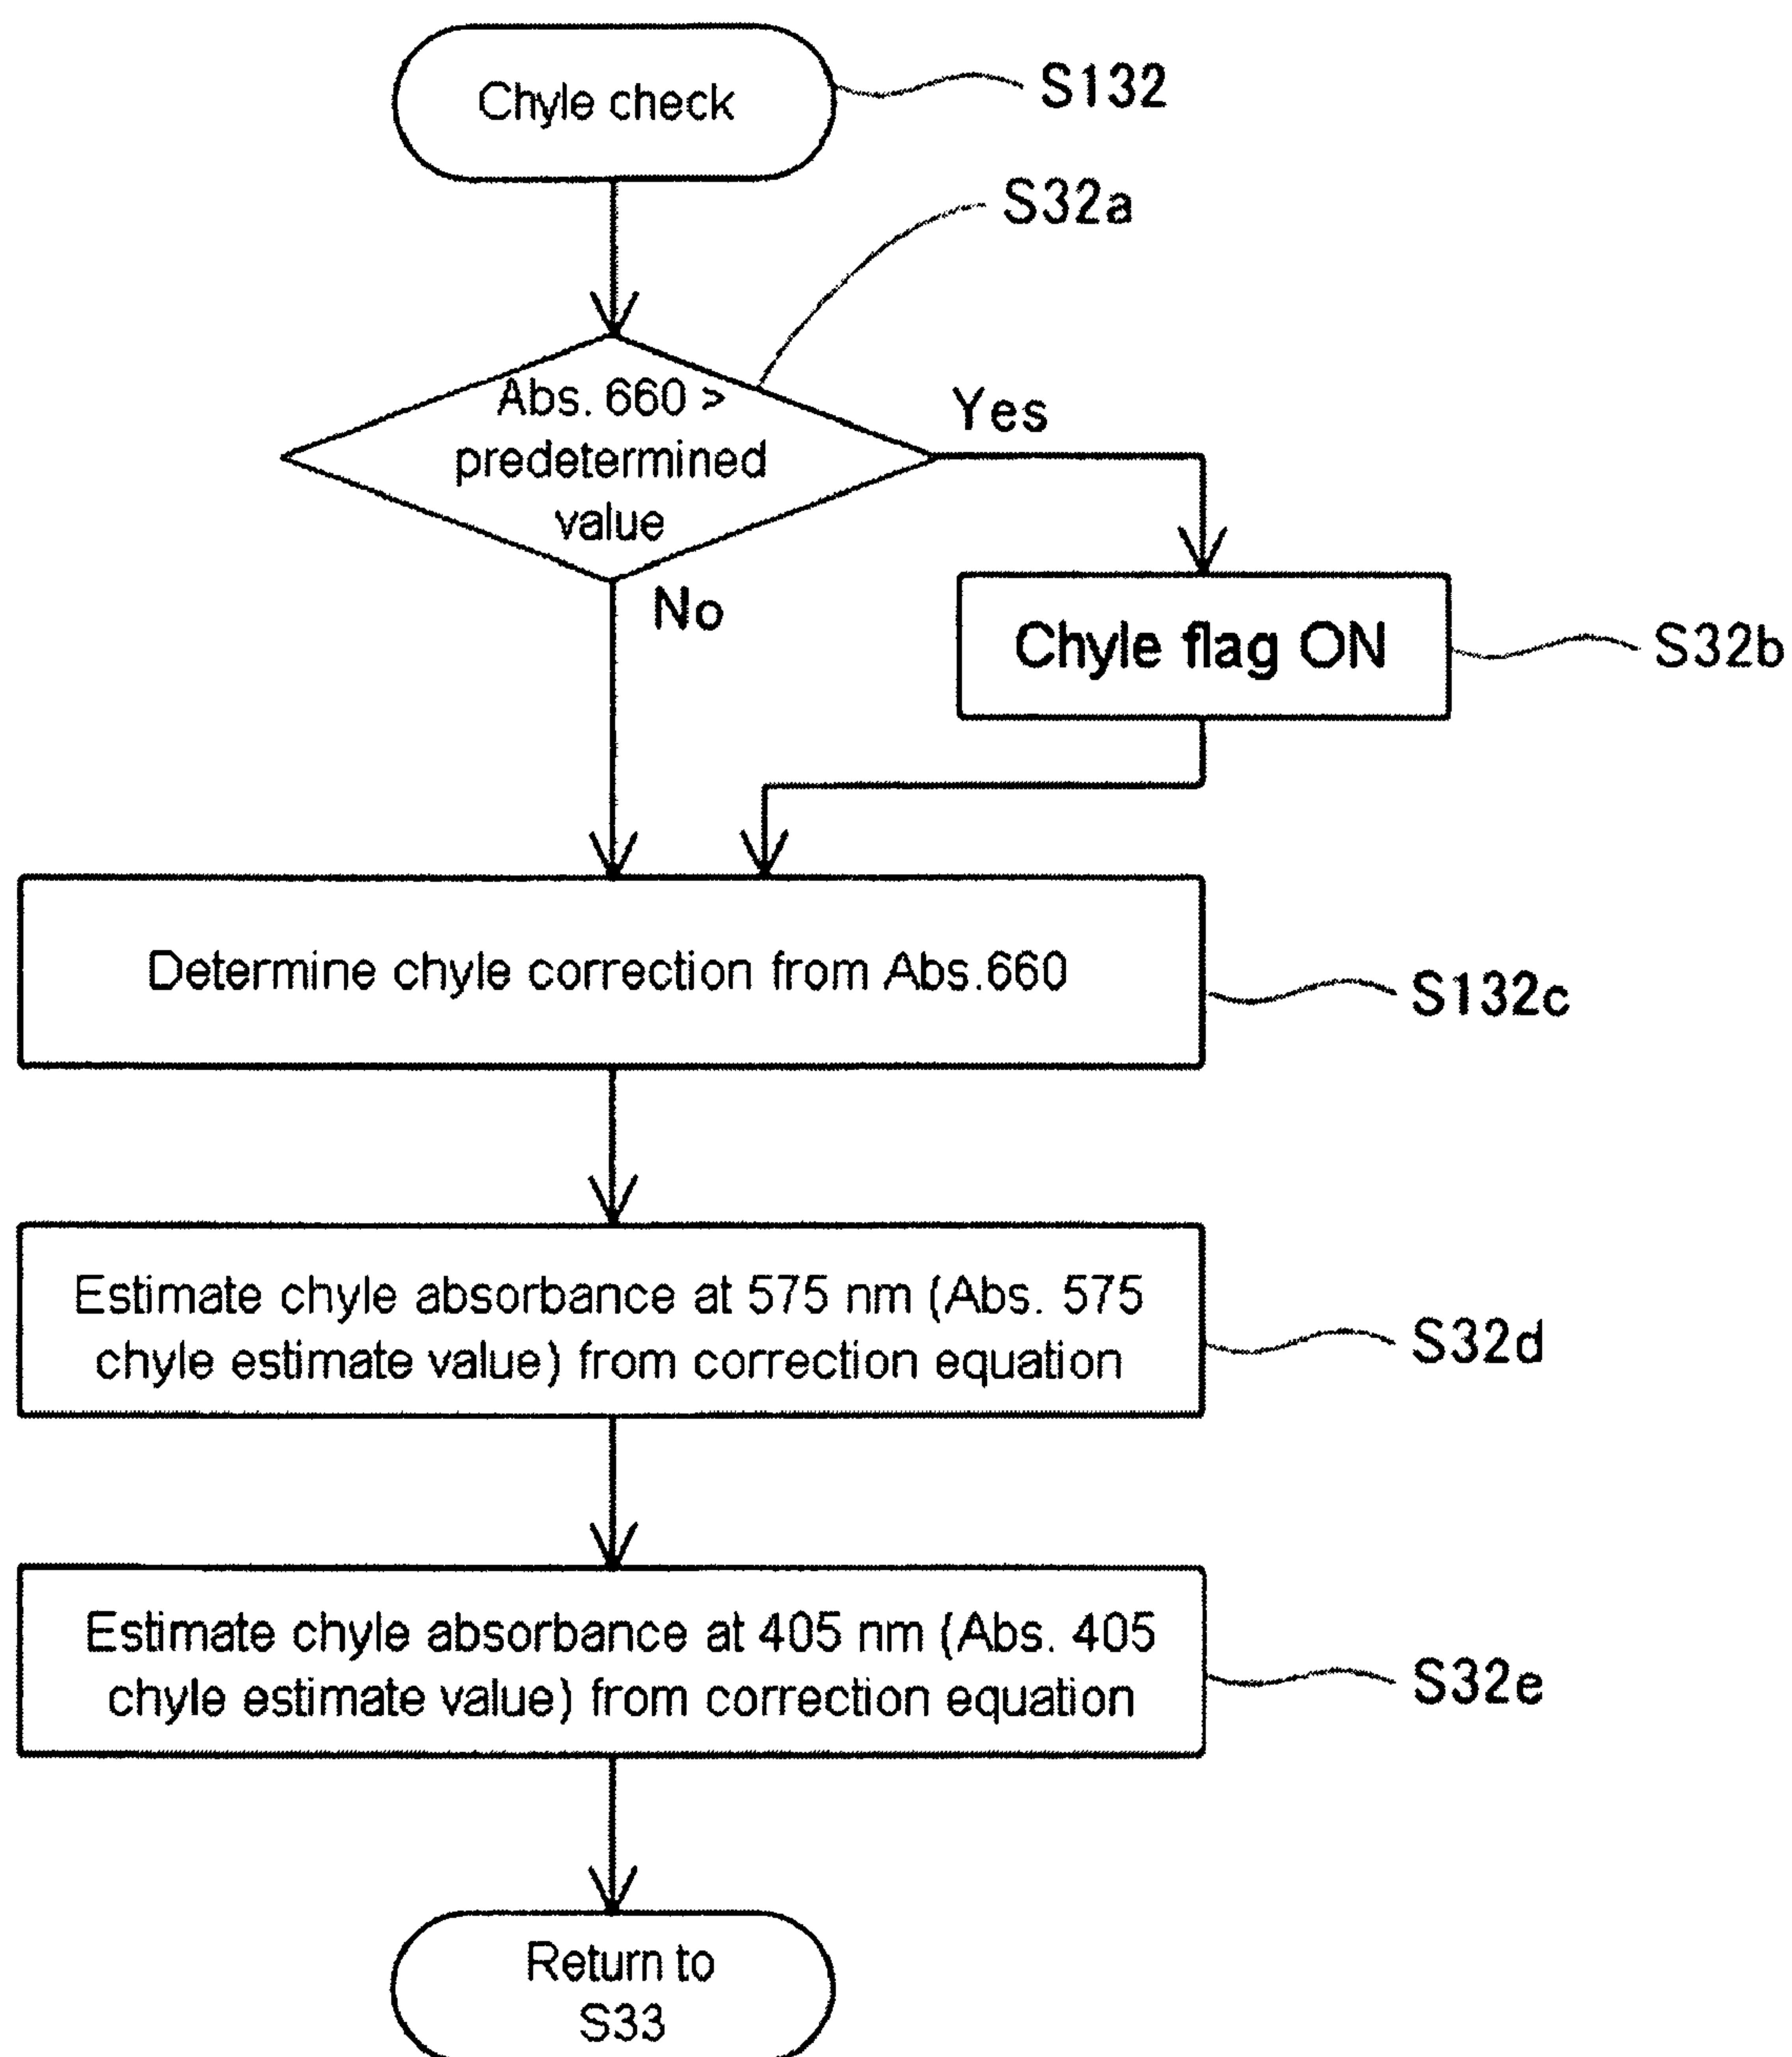 Chyle check
S132
S32a
Abs. 660 >
predetermined
value
Yes
No
Chyle flag ON
S32b
Determine chyle correction from Abs.660
S132c
Estimate chyle absorbance at 575 nm (Abs. 575
chyle estimate value) from correction equation
S32d
Estimate chyle absorbance at 405 nm (Abs. 405
chyle estimate value) from correction equation
S32e
Return to
S33